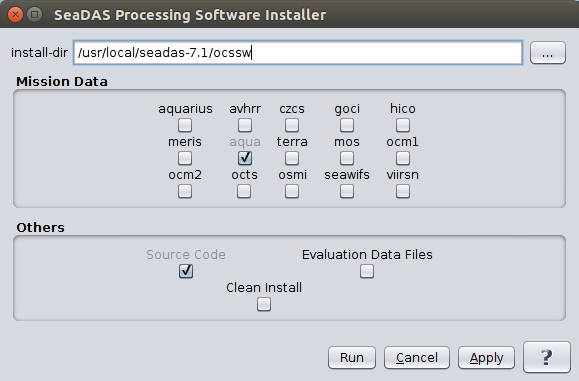 SeaDAS Processing Software Installer
install-dir /usr/local/seadas-7.1/ocssw ...
Mission Data
aquarius avhrr czcs goci hico
meris aqua terra mos ocm1
ocm2 octs osmi seawifs viirsn
Others
Source Code Evaluation Data Files
Clean Install
Run Cancel Apply ?